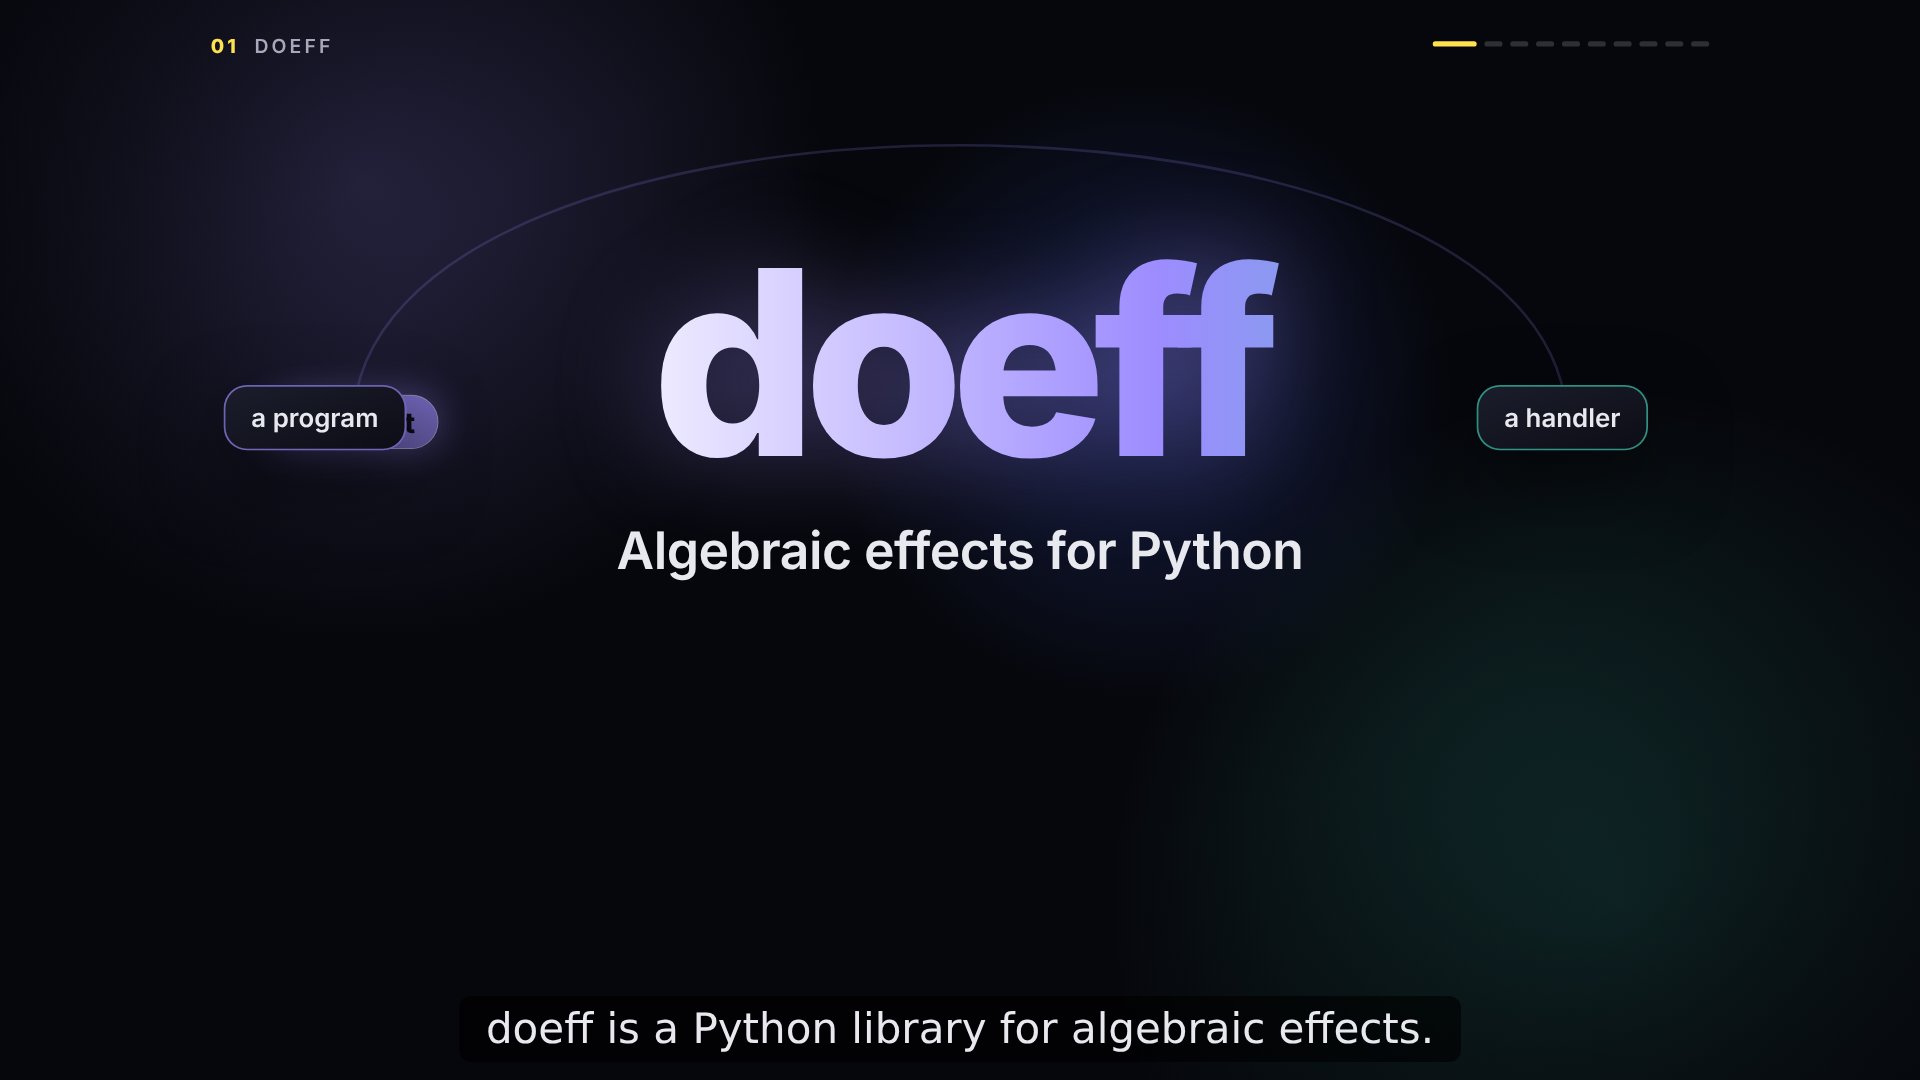 01 DOEFF
doeff
a program
a handler
Algebraic effects for Python
doeff is a Python library for algebraic effects.